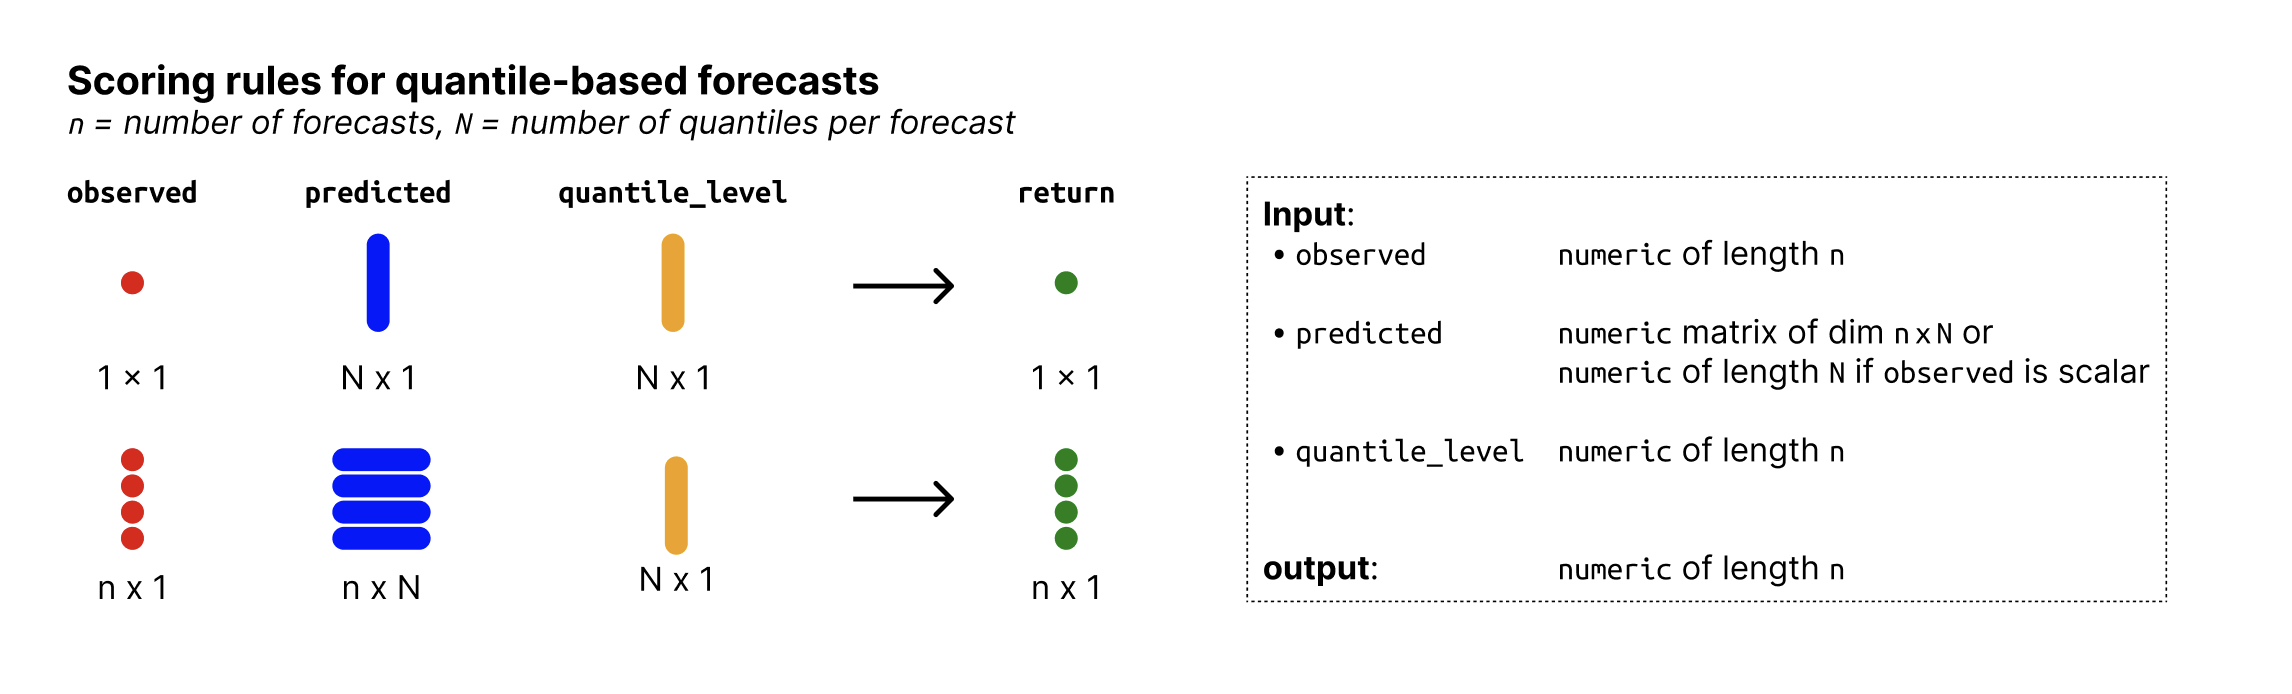 Scoring rules for quantile-based forecasts
n = number of forecasts, N = number of quantiles per forecast
observed predicted quantile_level return
1 × 1 N x 1 N x 1 1 × 1
n x 1 n x N N x 1 n x 1
Input:
• observed numeric of length n
• predicted numeric matrix of dim n x N or
numeric of length N if observed is scalar
• quantile_level numeric of length n
output: numeric of length n